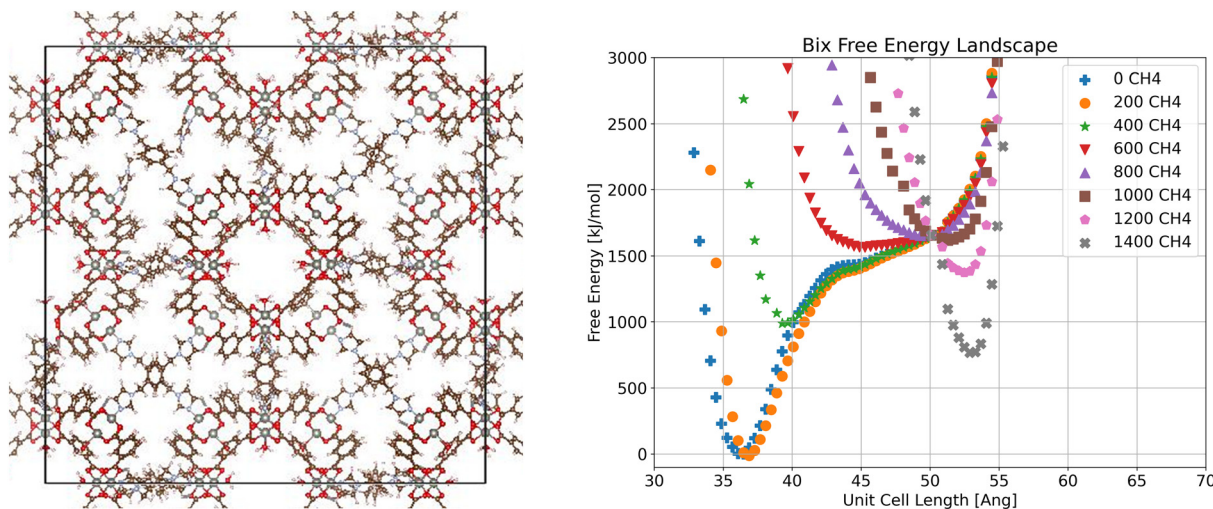 Bix Free Energy Landscape
3000
2500
2000
1500
1000
500
0
Free Energy [kJ/mol]
0 CH4
200 CH4
400 CH4
600 CH4
800 CH4
1000 CH4
1200 CH4
1400 CH4
30 35 40 45 50 55 60 65 70
Unit Cell Length [Ang]